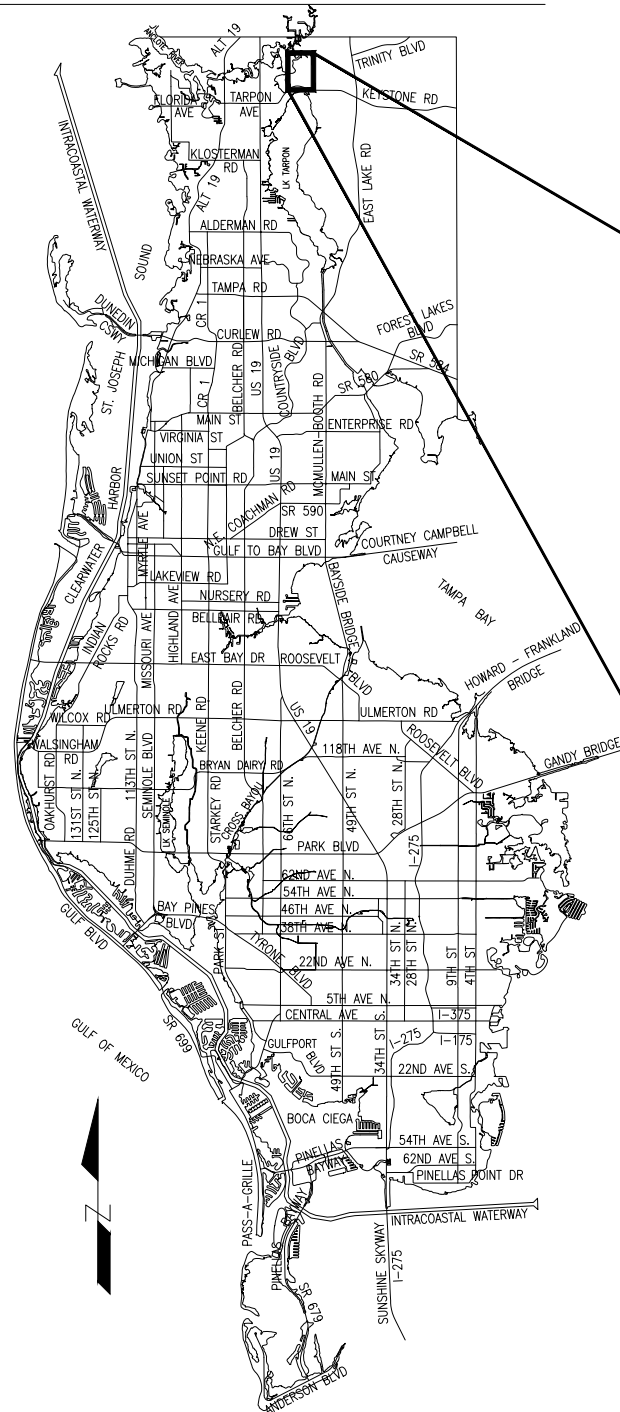 ALT 19
ANCLOTE RIVER
TRINITY BLVD
FLORIDA
AVE
TARPON
AVE
KEYSTONE RD
INTRACOASTAL WATERWAY
KLOSTERMAN
RD
LK TARPON
EAST LAKE RD
ALT 19
ALDERMAN RD
SOUND
NEBRASKA AVE
TAMPA RD
DUNEDIN
CSWY
CR 1
FOREST LAKES
BLVD
CURLEW RD
ST. JOSEPH
MICHIGAN BLVD
BELCHER RD
US 19
COUNTRYSIDE
BLVD
SR 584
CR 1
SR 580
MCMULLEN-BOOTH RD
MAIN ST
ENTERPRISE RD
VIRGINIA ST
UNION ST
US 19
SUNSET POINT RD
MAIN ST
HARBOR
N.E. COACHMAN RD
SR 590
DREW ST
COURTNEY CAMPBELL
CAUSEWAY
GULF TO BAY BLVD
CLEARWATER
MYRTLE AVE
LAKEVIEW RD
NURSERY RD
BAYSIDE BRIDGE
TAMPA BAY
INDIAN
ROCKS RD
MISSOURI AVE
HIGHLAND AVE
BELLEAIR RD
EAST BAY DR
ROOSEVELT
BLVD
HOWARD - FRANKLAND
BRIDGE
WILCOX RD
ULMERTON RD
KEENE RD
BELCHER RD
US 19
ULMERTON RD
WALSINGHAM
RD
ROOSEVELT BLVD
118TH AVE N.
GANDY BRIDGE
OAKHURST RD
131ST N.
125TH ST
113TH ST N.
SEMINOLE BLVD
LK SEMINOLE
BRYAN DAIRY RD
STARKEY RD
CROSS BAYOU
66TH ST N.
49TH ST N.
28TH ST N.
I-275
PARK BLVD
DUHME RD
62ND AVE N.
54TH AVE N.
GULF BLVD
BAY PINES
BLVD
46TH AVE N.
38TH AVE N.
PARK ST
TYRONE BLVD
34TH ST N.
28TH ST N.
9TH ST
4TH ST
22ND AVE N.
5TH AVE N.
CENTRAL AVE
I-375
GULF OF MEXICO
SR 699
GULFPORT
BLVD
49TH ST S.
34TH ST S.
I-275
I-175
22ND AVE S.
BOCA CIEGA
54TH AVE S.
PINELLAS
BAYWAY
62ND AVE S.
PINELLAS POINT DR
PASS-A-GRILLE
N
PINELLAS
BAYWAY
INTRACOASTAL WATERWAY
SUNSHINE SKYWAY
I-275
SR 679
ANDERSON BLVD